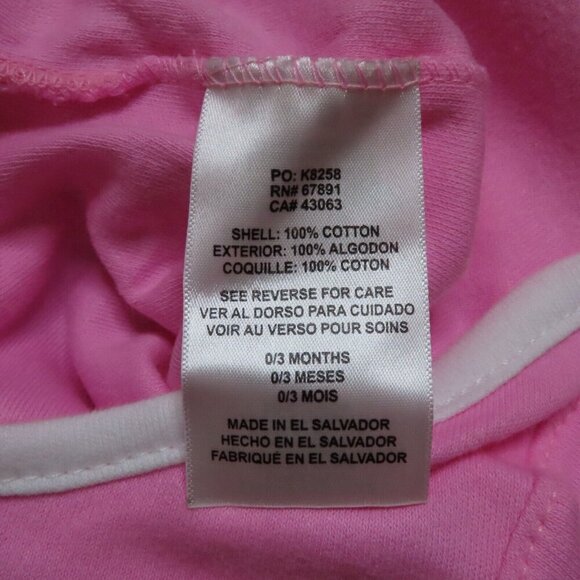 PO: K8258
RN# 67891
CA# 43063
SHELL: 100% COTTON
EXTERIOR: 100% ALGODON
COQUILLE: 100% COTON
SEE REVERSE FOR CARE
VER AL DORSO PARA CUIDADO
VOIR AU VERSO POUR SOINS
0/3 MONTHS
0/3 MESES
0/3 MOIS
MADE IN EL SALVADOR
HECHO EN EL SALVADOR
FABRIQUÉ EN EL SALVADOR